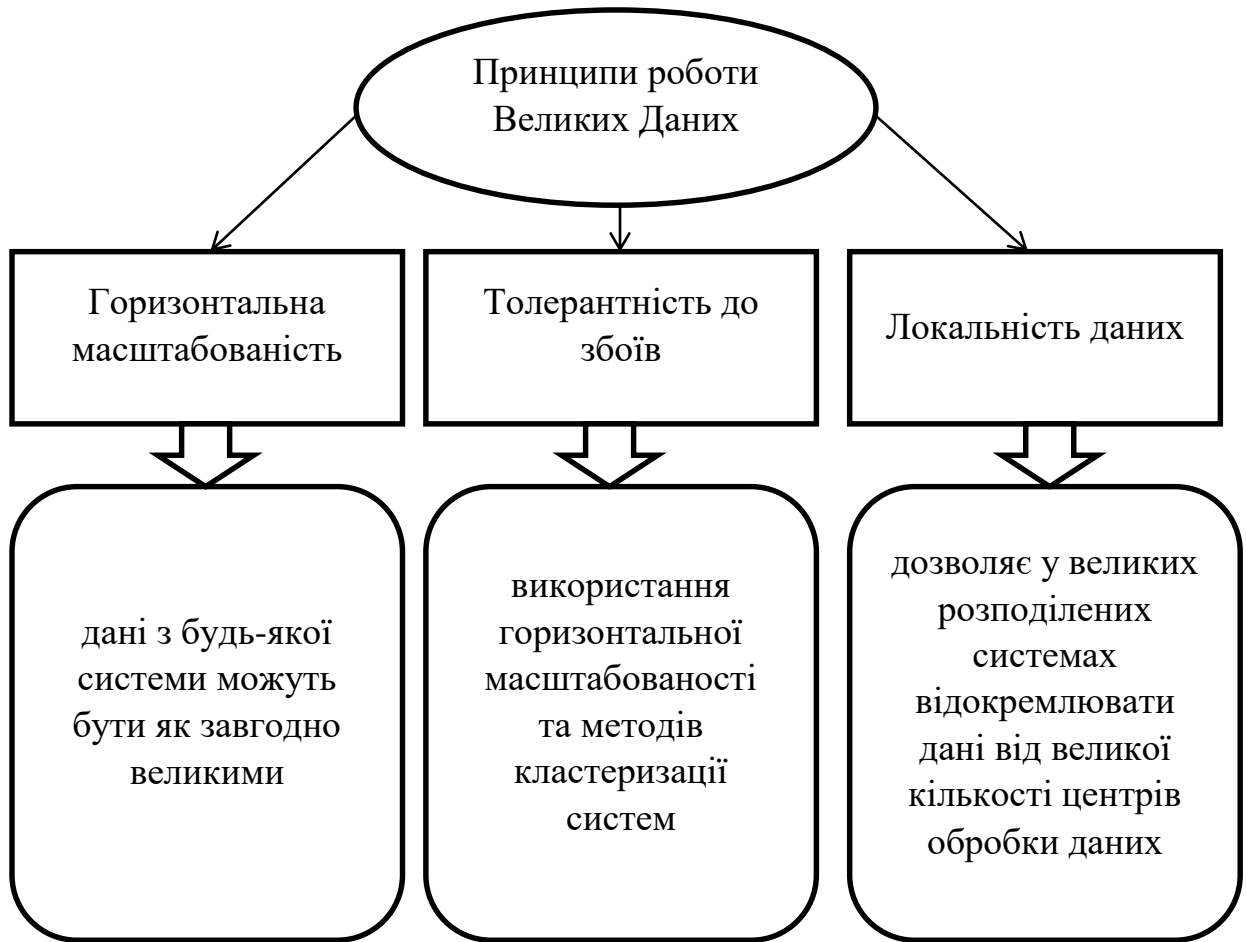 Принципи роботи
Великих Даних
Горизонтальна
масштабованість
Толерантність до
збоїв
Локальність даних
дані з будь-якої
системи можуть
бути як завгодно
великими
використання
горизонтальної
масштабованості
та методів
кластеризації
систем
дозволяє у великих
розподілених
системах
відокремлювати
дані від великої
кількості центрів
обробки даних